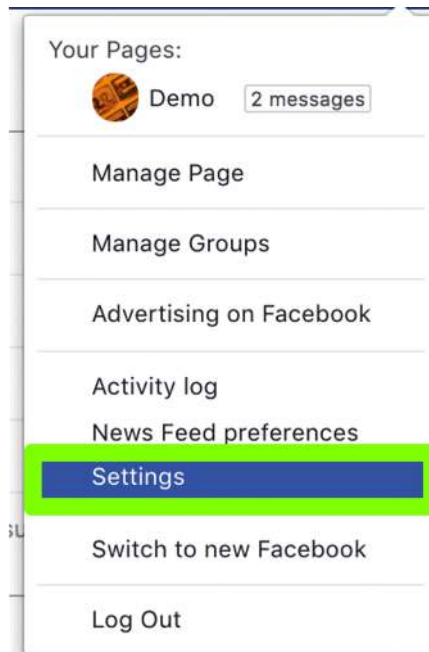 Your Pages:
Demo 2 messages
Manage Page
Manage Groups
Advertising on Facebook
Activity log
News Feed preferences
Settings
su
Switch to new Facebook
Log Out